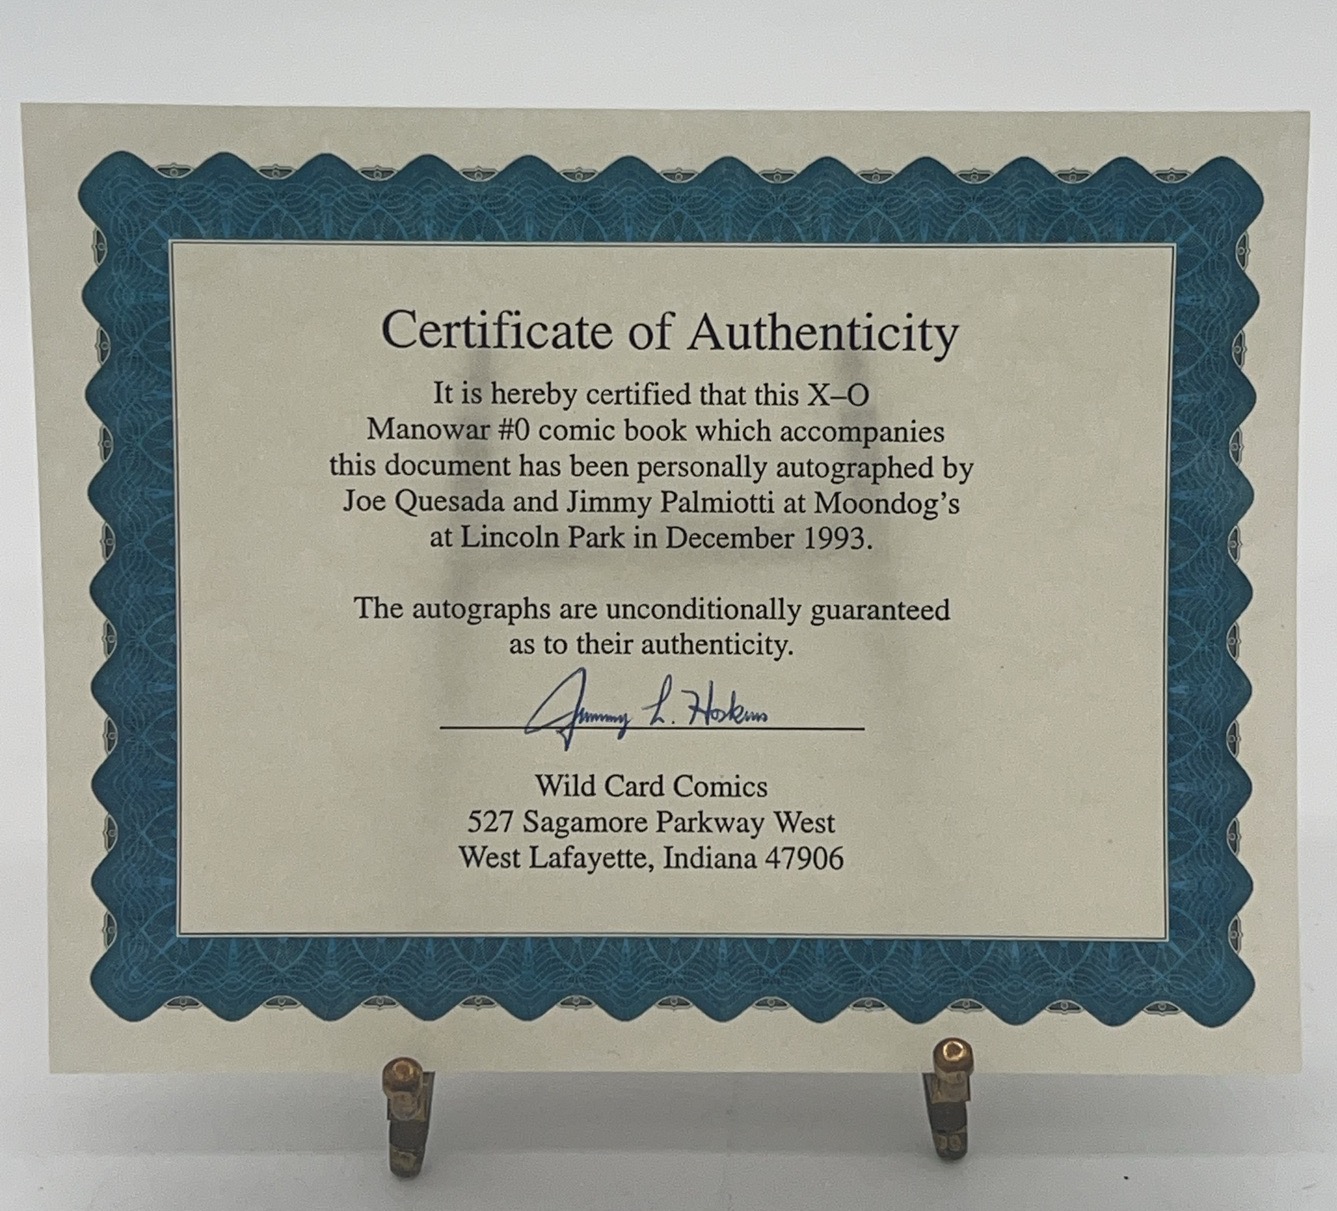 Certificate of Authenticity
It is hereby certified that this X–O
Manowar #0 comic book which accompanies
this document has been personally autographed by
Joe Quesada and Jimmy Palmiotti at Moondog's
at Lincoln Park in December 1993.
The autographs are unconditionally guaranteed
as to their authenticity.
Jimmy L. Hoskins
Wild Card Comics
527 Sagamore Parkway West
West Lafayette, Indiana 47906